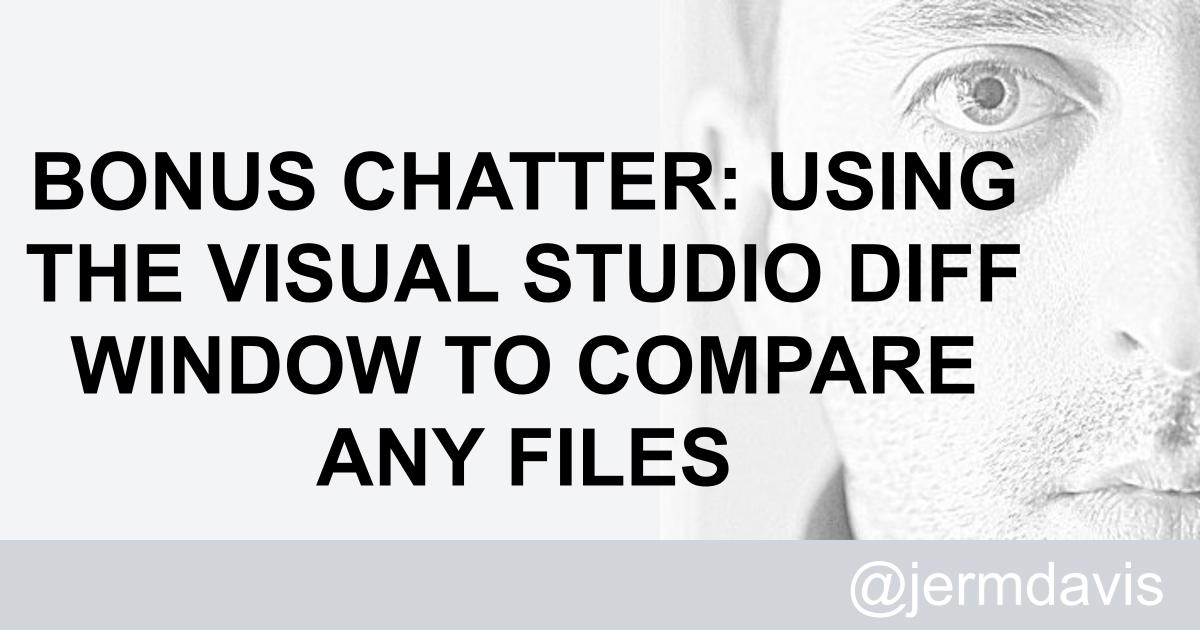 BONUS CHATTER: USING
THE VISUAL STUDIO DIFF
WINDOW TO COMPARE
ANY FILES
@jermdavis